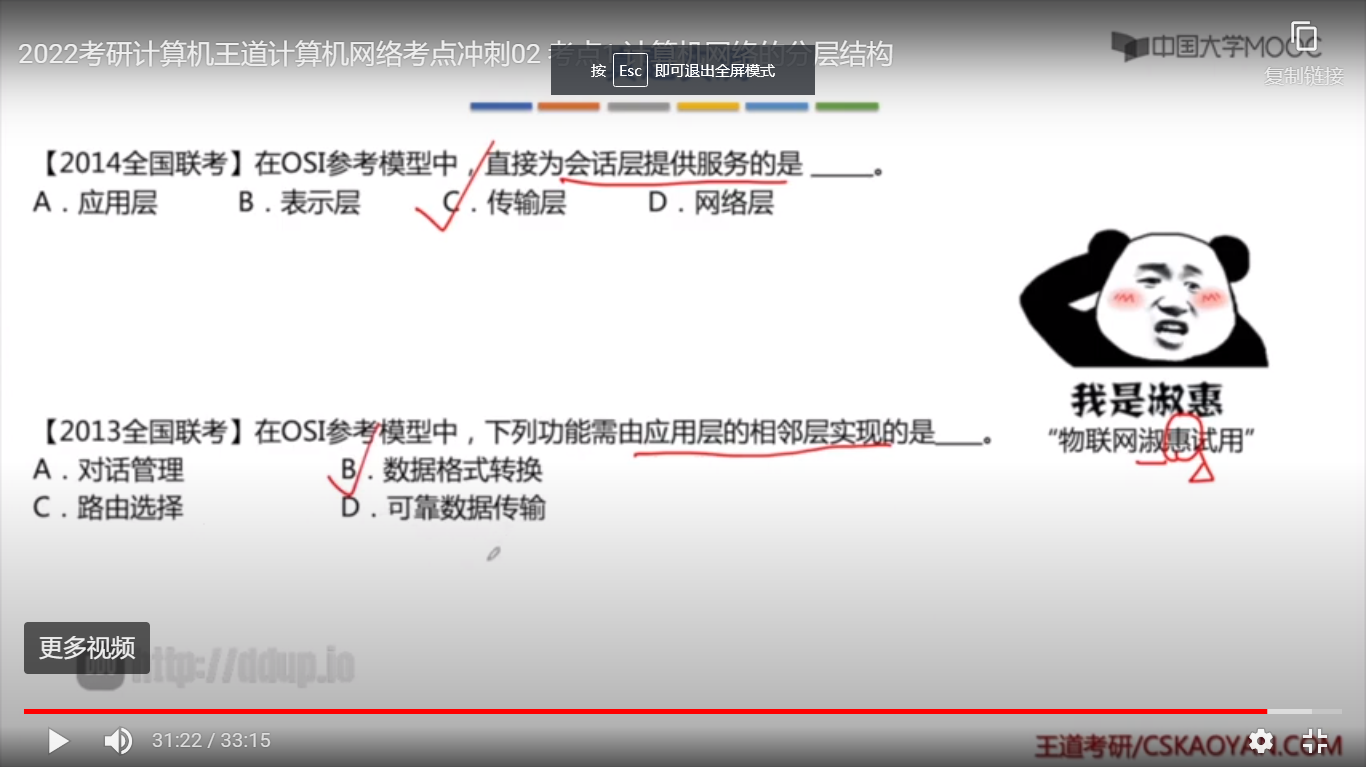 2022考研计算机王道计算机网络考点冲刺02 考点1 计算机网络的分层结构
中国大学MOOC
复制链接
按 Esc 即可退出全屏模式
【2014全国联考】在OSI参考模型中，直接为会话层提供服务的是 _____。
A．应用层 B．表示层 C．传输层 D．网络层
我是淑惠
“物联网淑惠试用”
【2013全国联考】在OSI参考模型中，下列功能需由应用层的相邻层实现的是____。
A．对话管理 B．数据格式转换
C．路由选择 D．可靠数据传输
更多视频
http://ddup.io
31:22 / 33:15
王道考研/CSKAOYAN.COM